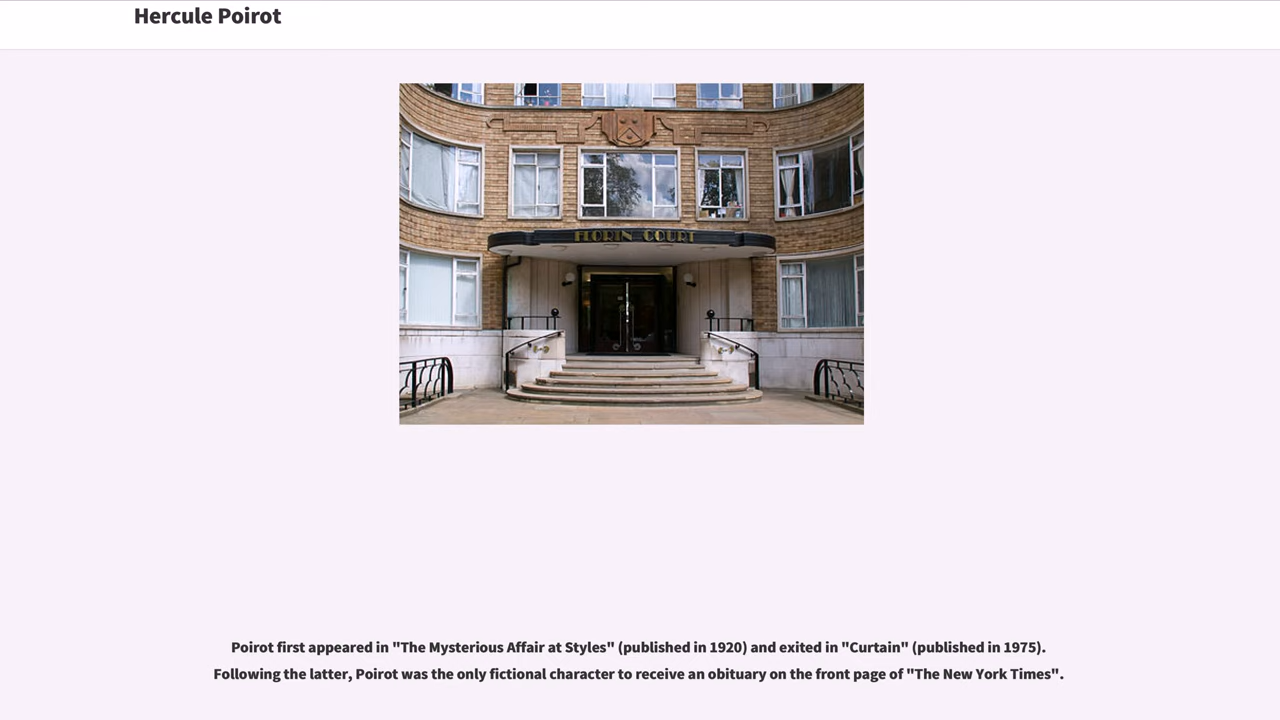 Hercule Poirot
FLORIN COURT
Poirot first appeared in "The Mysterious Affair at Styles" (published in 1920) and exited in "Curtain" (published in 1975).
Following the latter, Poirot was the only fictional character to receive an obituary on the front page of "The New York Times".